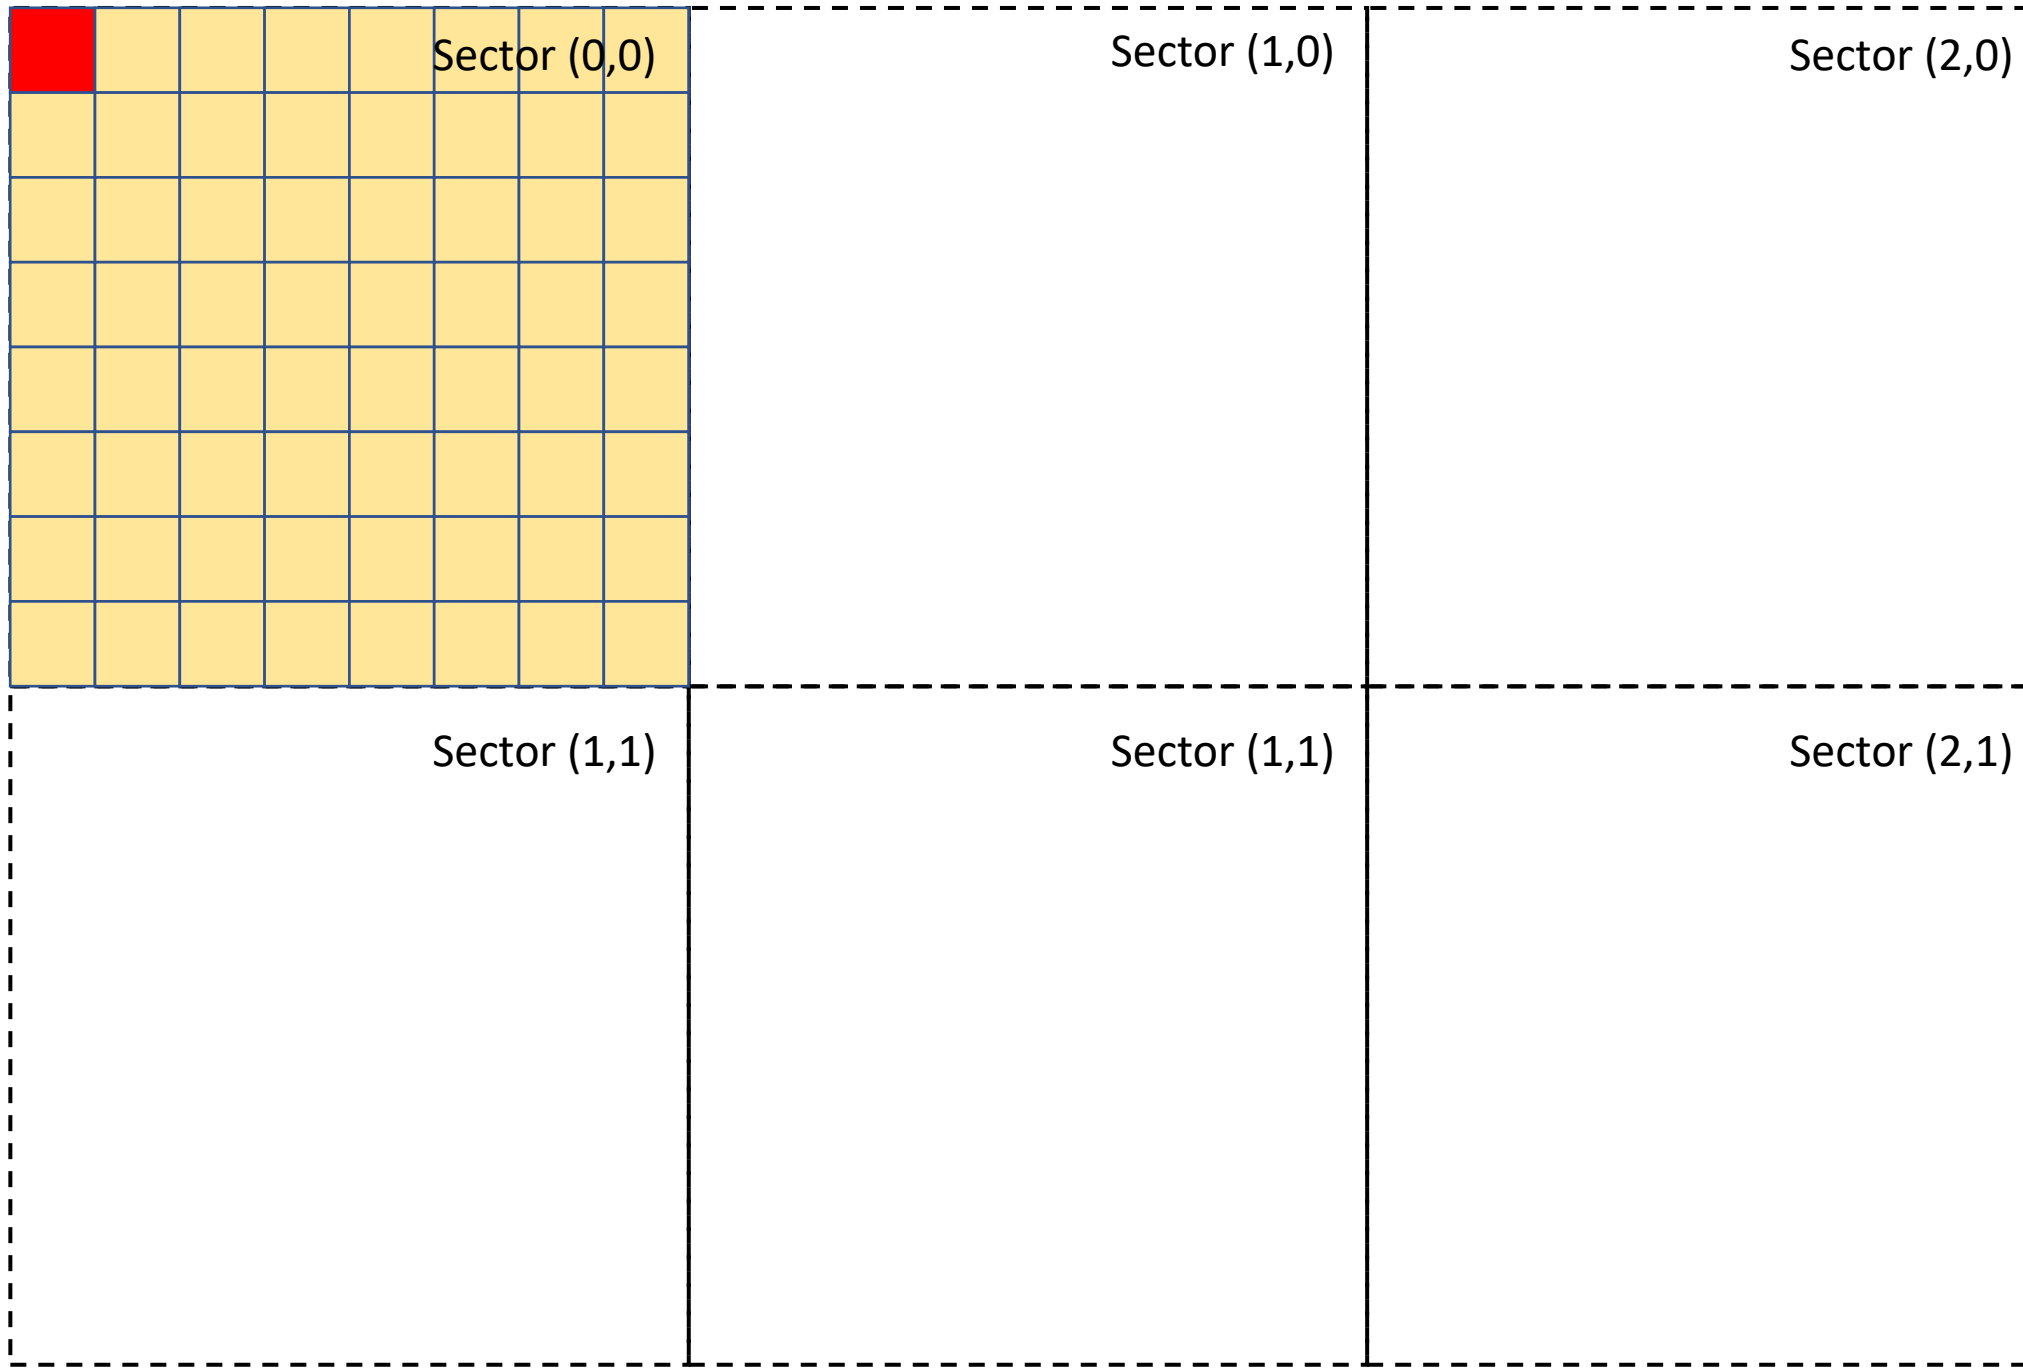 Sector (0,0)
Sector (1,0)
Sector (2,0)
Sector (1,1)
Sector (1,1)
Sector (2,1)